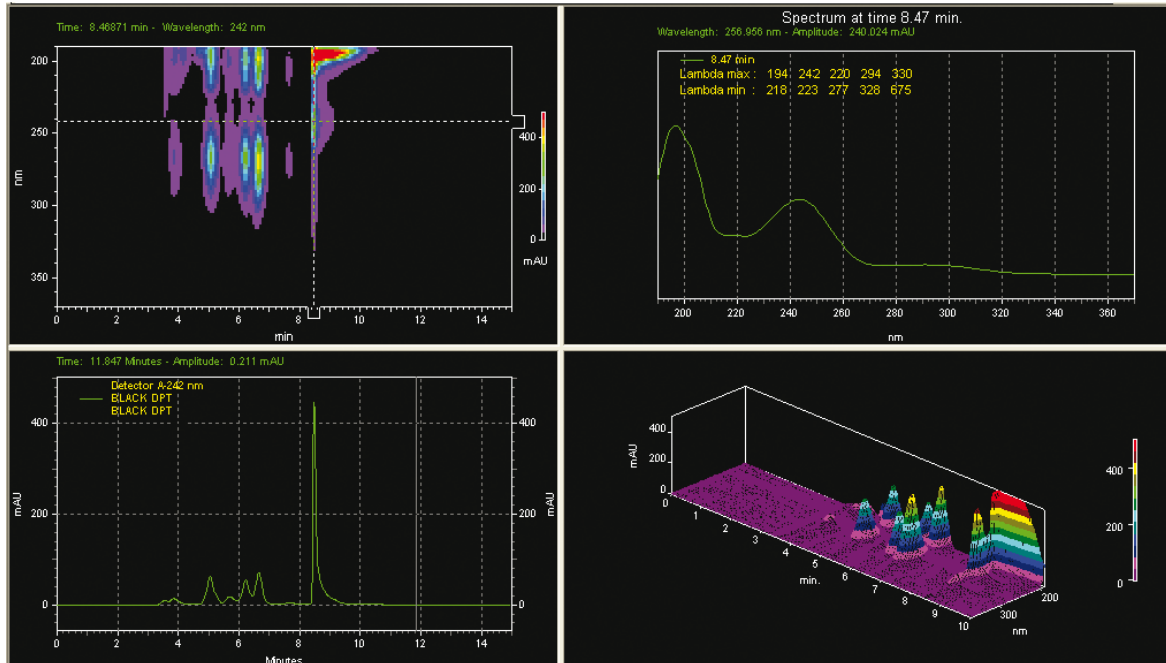 Time: 8.46871 min - Wavelength: 242 nm
200
250
300
350
nm
0 2 4 6 8 10 12 14
min
400
200
0
mAU
Spectrum at time 8.47 min.
Wavelength: 256.956 nm - Amplitude: 240.024 mAU
8.47 min
Lambda max : 194 242 220 294 330
Lambda min : 218 223 277 328 675
200 220 240 260 280 300 320 340 360
nm
Time: 11.847 Minutes - Amplitude: 0.211 mAU
Detector A-242 nm
BLACK DPT
BLACK DPT
400 400
200 200
0 0
mAU mAU
0 2 4 6 8 10 12 14
Minutes
400
200
0
mAU
0 1 2 3 4 5 6 7 8 9 10
min.
300 200
nm
400
200
0
mAU